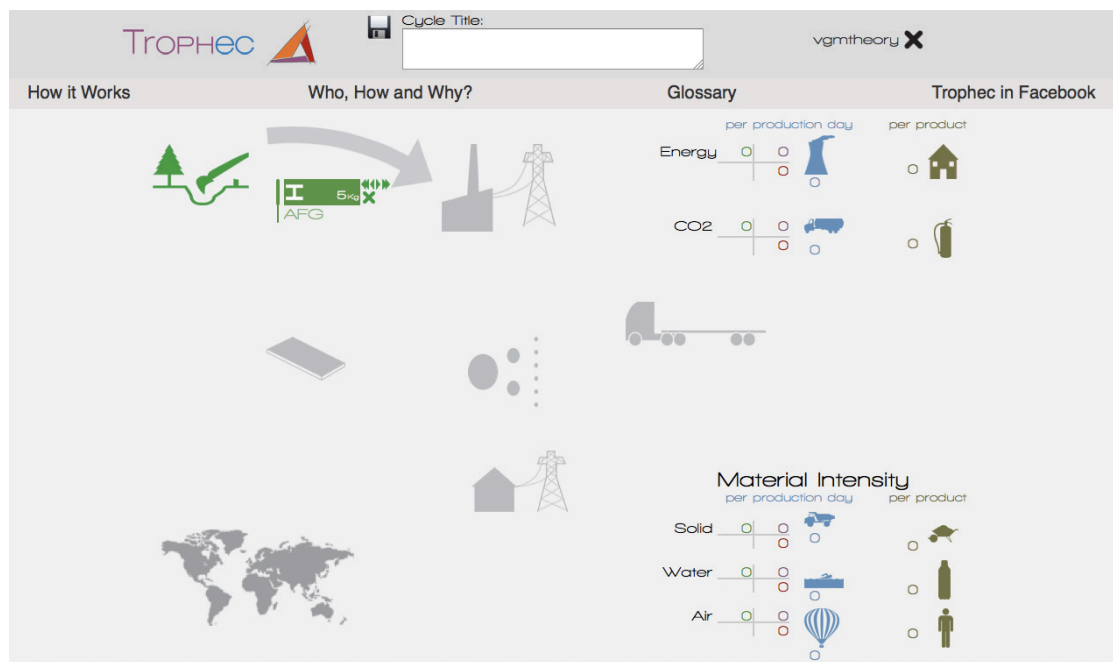 TROPHEC
Cycle Title:
vgmtheory
How it Works
Who, How and Why?
Glossary
Trophec in Facebook
per production day
per product
Energy 0 0
0
0
0
H 5Kg
AFG
CO2 0 0
0
0
0
Material Intensity
per production day
per product
Solid 0 0
0
0
0
Water 0 0
0
0
0
Air 0 0
0
0
0